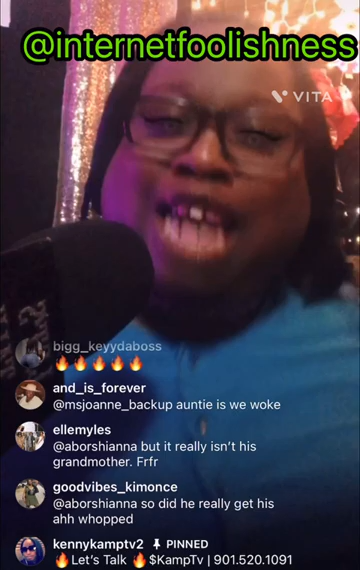 @internetfoolishness
VITA
bigg_keyydaboss
🔥🔥🔥🔥🔥
and_is_forever
@msjoanne_backup auntie is we woke
ellemyles
@aborshianna but it really isn't his
grandmother. Frfr
goodvibes_kimonce
@aborshianna so did he really get his
ahh whopped
kennykamptv2 📌 PINNED
🔥Let's Talk 🔥$KampTv | 901.520.1091